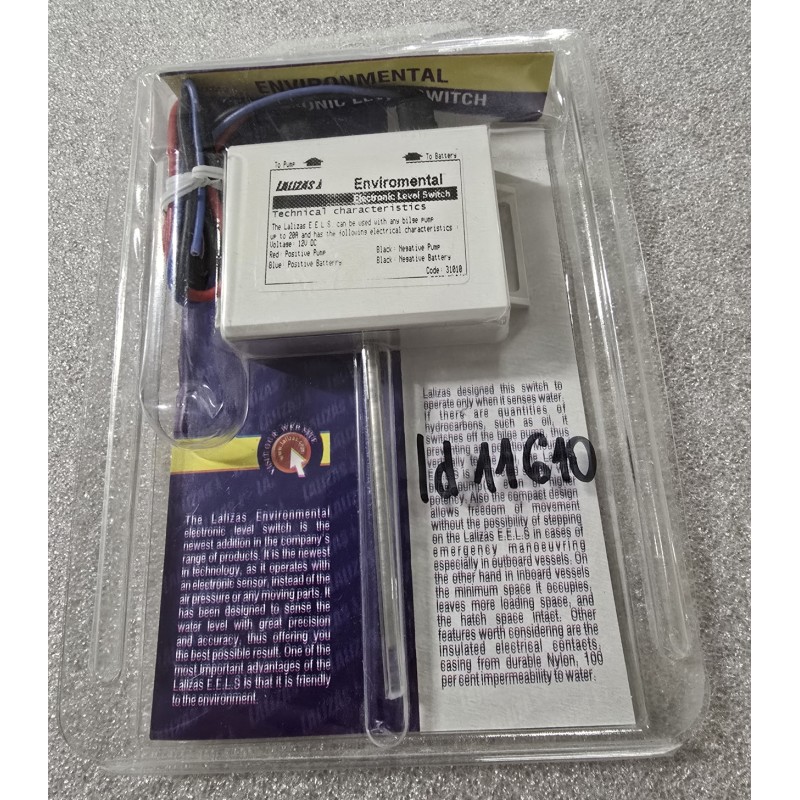 ENVIRONMENTAL
LEVEL SWITCH
To Pump
To Battery
LALIZAS
Enviromental
Electronic Level Switch
Technical characteristics
The Lalizas E.E.L.S. can be used with any bilge pump
up to 20A and has the following electrical characteristics :
Voltage: 12V DC
Red: Positive Pump
Black: Negative Pump
Blue: Positive Battery
Black: Negative Battery
Code: 31010
VISIT OUR WEB SITE
www.lalizas.com
The Lalizas Environmental
electronic level switch is the
newest addition in the company's
range of products. It is the newest
in technology, as it operates with
an electronic sensor, instead of the
air pressure or any moving parts. It
has been designed to sense the
water level with great precision
and accuracy, thus offering you
the best possible result. One of the
most important advantages of the
Lalizas E.E.L.S is that it is friendly
to the environment.
Lalizas designed this switch to
operate only when it senses water.
If there are quantities of
hydrocarbons, such as oil, it
switches off the bilge pump, thus
Id 11610
potency. Also the compact design
allows freedom of movement
without the possibility of stepping
on the Lalizas E.E.L.S in cases of
emergency manoeuvring
especially in outboard vessels. On
the other hand in inboard vessels
the minimum space it occupies,
leaves more loading space, and
the hatch space intact. Other
features worth considering are the
insulated electrical contacts,
casing from durable Nylon, 100
per cent impermeability to water.